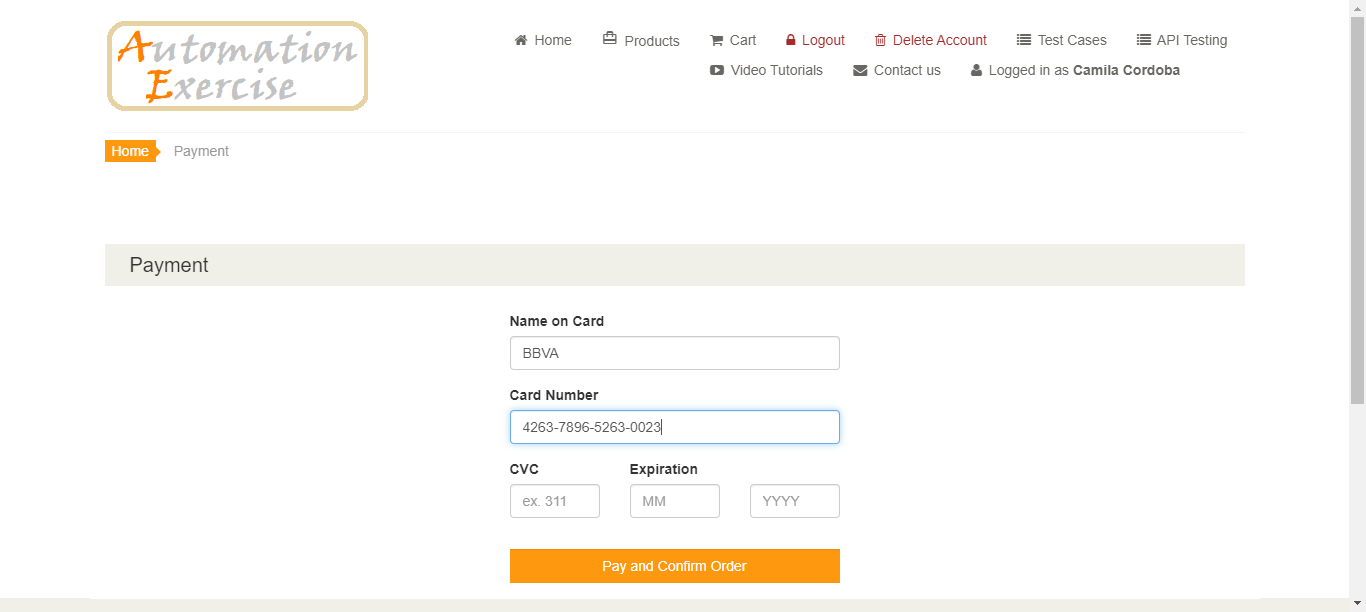 Automation
Exercise
Home Products Cart Logout Delete Account Test Cases API Testing
Video Tutorials Contact us Logged in as Camila Cordoba
Home Payment
Payment
Name on Card
BBVA
Card Number
4263-7896-5263-0023
CVC Expiration
ex. 311 MM YYYY
Pay and Confirm Order